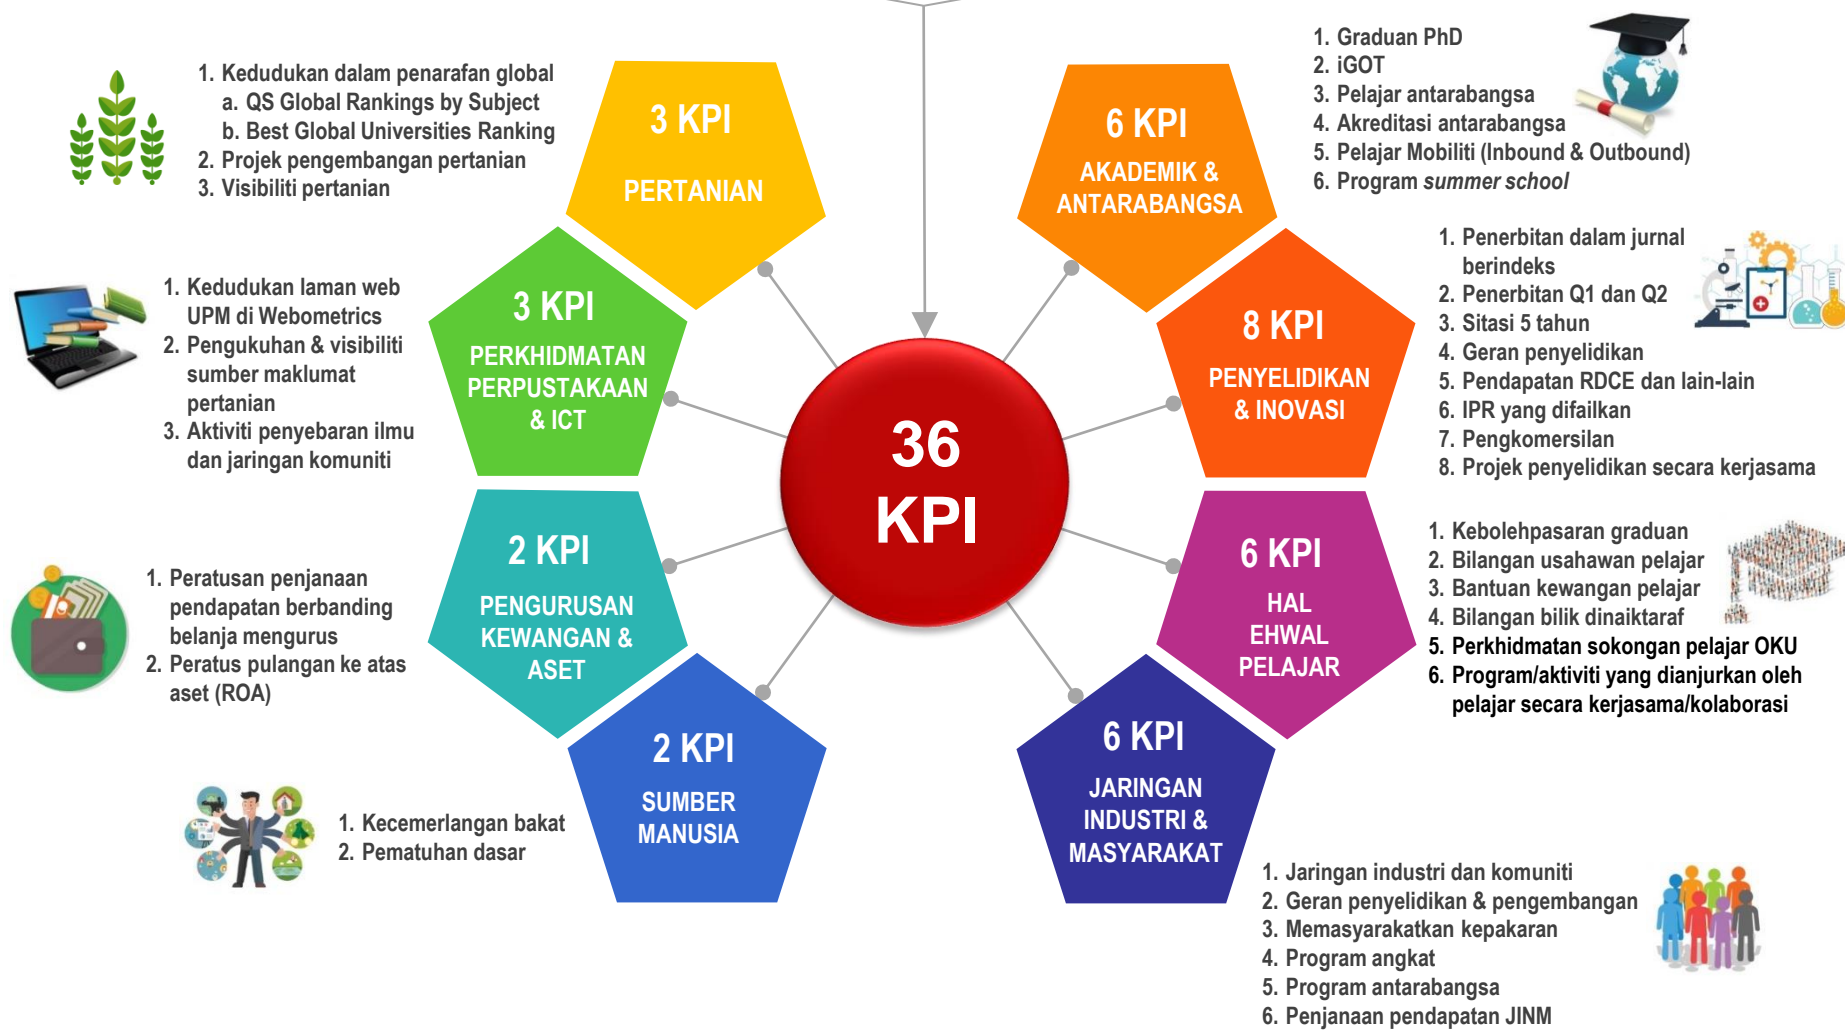 1. Kedudukan dalam penarafan global
a. QS Global Rankings by Subject
b. Best Global Universities Ranking
2. Projek pengembangan pertanian
3. Visibiliti pertanian
3 KPI
PERTANIAN
6 KPI
AKADEMIK &
ANTARABANGSA
1. Graduan PhD
2. iGOT
3. Pelajar antarabangsa
4. Akreditasi antarabangsa
5. Pelajar Mobiliti (Inbound & Outbound)
6. Program summer school
1. Kedudukan laman web
UPM di Webometrics
2. Pengukuhan & visibiliti
sumber maklumat
pertanian
3. Aktiviti penyebaran ilmu
dan jaringan komuniti
3 KPI
PERKHIDMATAN
PERPUSTAKAAN
& ICT
36
KPI
8 KPI
PENYELIDIKAN
& INOVASI
1. Penerbitan dalam jurnal
berindeks
2. Penerbitan Q1 dan Q2
3. Sitasi 5 tahun
4. Geran penyelidikan
5. Pendapatan RDCE dan lain-lain
6. IPR yang difailkan
7. Pengkomersilan
8. Projek penyelidikan secara kerjasama
1. Peratusan penjanaan
pendapatan berbanding
belanja mengurus
2. Peratus pulangan ke atas
aset (ROA)
2 KPI
PENGURUSAN
KEWANGAN &
ASET
6 KPI
HAL
EHWAL
PELAJAR
1. Kebolehpasaran graduan
2. Bilangan usahawan pelajar
3. Bantuan kewangan pelajar
4. Bilangan bilik dinaiktaraf
5. Perkhidmatan sokongan pelajar OKU
6. Program/aktiviti yang dianjurkan oleh
pelajar secara kerjasama/kolaborasi
1. Kecemerlangan bakat
2. Pematuhan dasar
2 KPI
SUMBER
MANUSIA
6 KPI
JARINGAN
INDUSTRI &
MASYARAKAT
1. Jaringan industri dan komuniti
2. Geran penyelidikan & pengembangan
3. Memasyarakatkan kepakaran
4. Program angkat
5. Program antarabangsa
6. Penjanaan pendapatan JINM